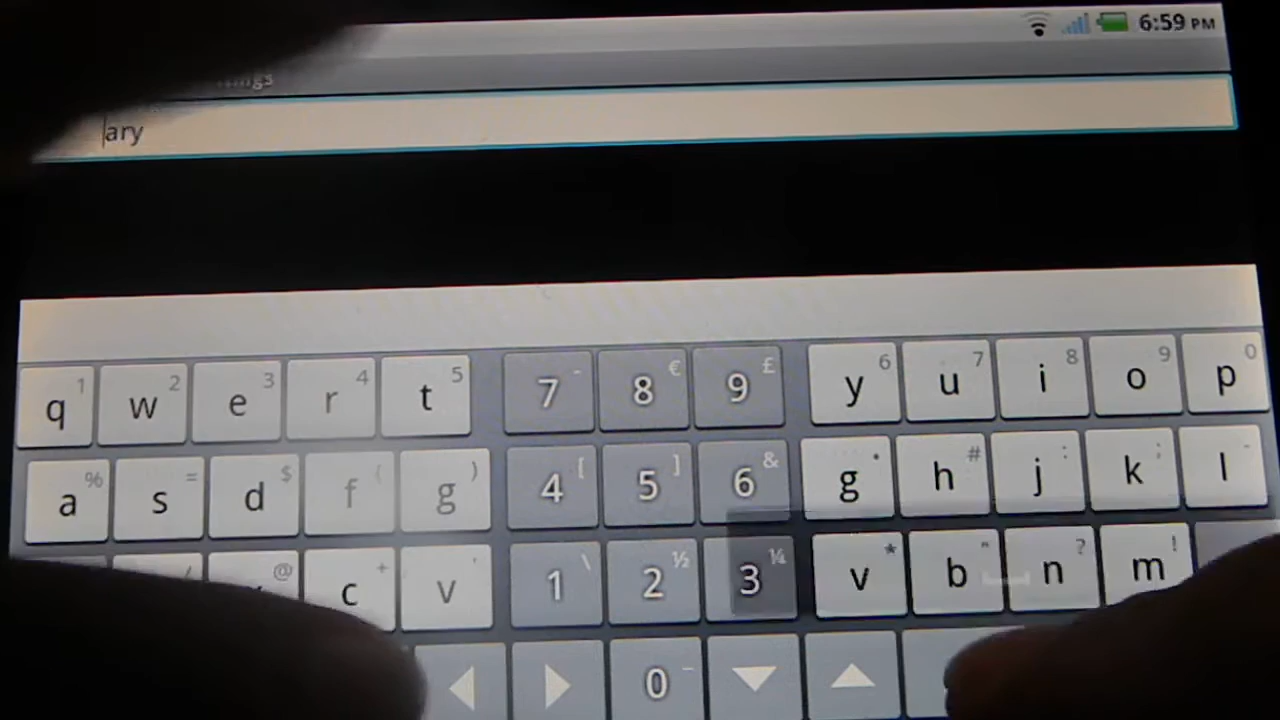 6:59 PM
ary
q 1 w 2 e 3 r 4 t 5 7 - 8 € 9 £ y 6 u 7 i 8 o 9 p 0
a % s = d $ f ( g ) 4 [ 5 ] 6 & g h # j : k ; l -
/ @ c + v ' 1 \ 2 ½ 3 ¼ v * b " n ? m !
0 _